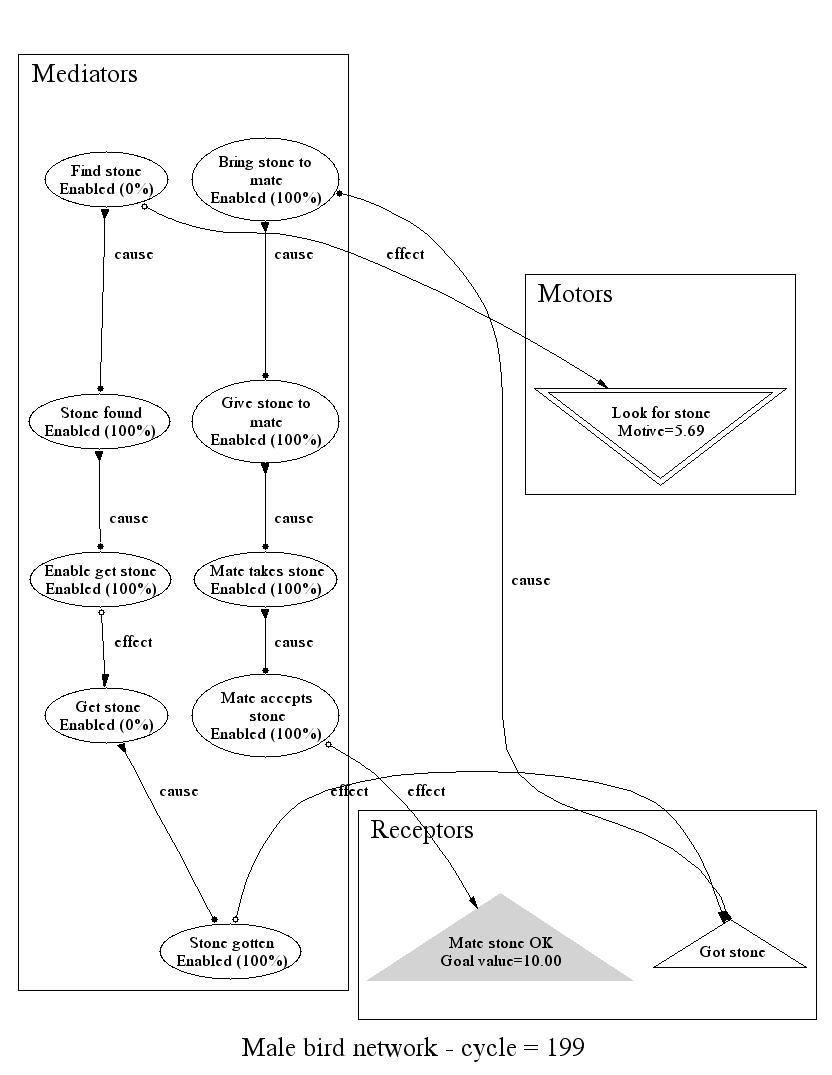 Mediators
Find stone
Enabled (0%)
Bring stone to
mate
Enabled (100%)
cause
cause
effect
Motors
Look for stone
Motive=5.69
Stone found
Enabled (100%)
Give stone to
mate
Enabled (100%)
cause
cause
Enable get stone
Enabled (100%)
Mate takes stone
Enabled (100%)
cause
effect
cause
Get stone
Enabled (0%)
Mate accepts
stone
Enabled (100%)
cause
effect
effect
Receptors
Stone gotten
Enabled (100%)
Mate stone OK
Goal value=10.00
Got stone
Male bird network - cycle = 199